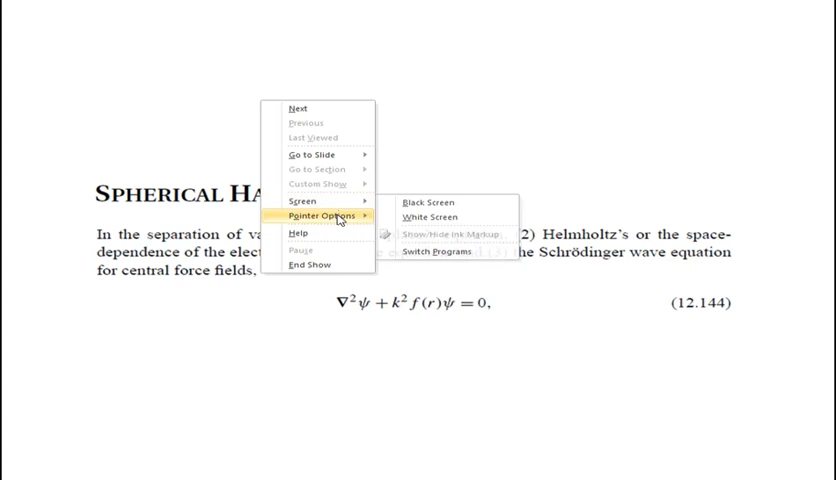 Next
Previous
Last Viewed
Go to Slide
Go to Section
Custom Show
Screen
Pointer Options
Help
Pause
End Show
Black Screen
White Screen
Show/Hide Ink Markup
Switch Programs
SPHERICAL HA
In the separation of va 2) Helmholtz's or the space-
dependence of the elect the Schrödinger wave equation
for central force fields,
∇²ψ + k² f(r)ψ = 0, (12.144)